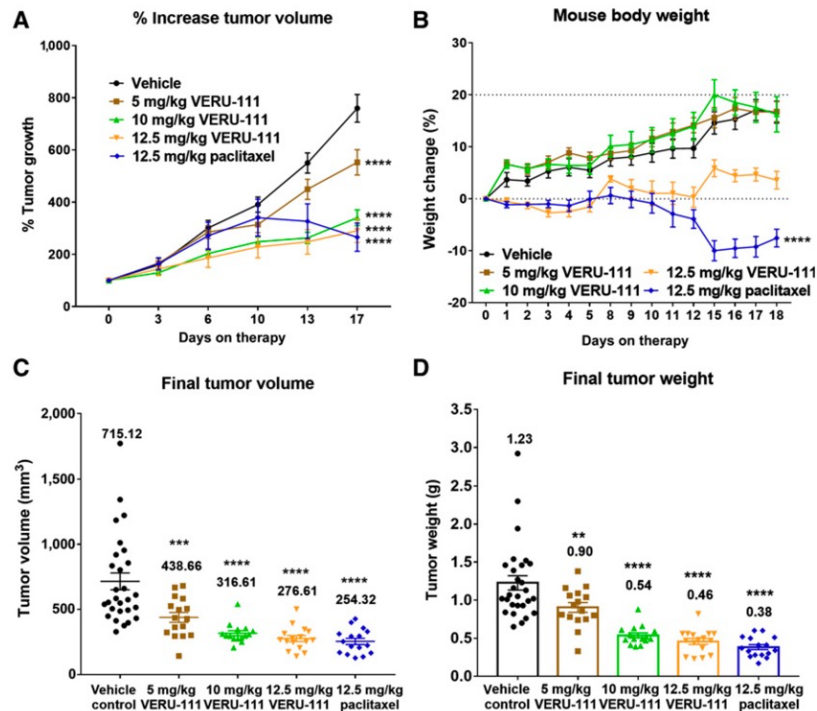 A
% Increase tumor volume
1,000
800
600
400
200
0
% Tumor growth
Vehicle
5 mg/kg VERU-111
10 mg/kg VERU-111
12.5 mg/kg VERU-111
12.5 mg/kg paclitaxel
****
****
****
****
0 3 6 10 13 17
Days on therapy
B
Mouse body weight
30
20
10
0
-10
-20
Weight change (%)
****
Vehicle
5 mg/kg VERU-111
10 mg/kg VERU-111
12.5 mg/kg VERU-111
12.5 mg/kg paclitaxel
0 1 2 3 4 5 8 9 10 11 12 15 16 17 18
Days on therapy
C
Final tumor volume
2,000
1,500
1,000
500
0
Tumor volume (mm³)
715.12
***
438.66
****
316.61
****
276.61
****
254.32
Vehicle control
5 mg/kg VERU-111
10 mg/kg VERU-111
12.5 mg/kg VERU-111
12.5 mg/kg paclitaxel
D
Final tumor weight
3.5
3.0
2.5
2.0
1.5
1.0
0.5
0.0
Tumor weight (g)
1.23
**
0.90
****
0.54
****
0.46
****
0.38
Vehicle control
5 mg/kg VERU-111
10 mg/kg VERU-111
12.5 mg/kg VERU-111
12.5 mg/kg paclitaxel